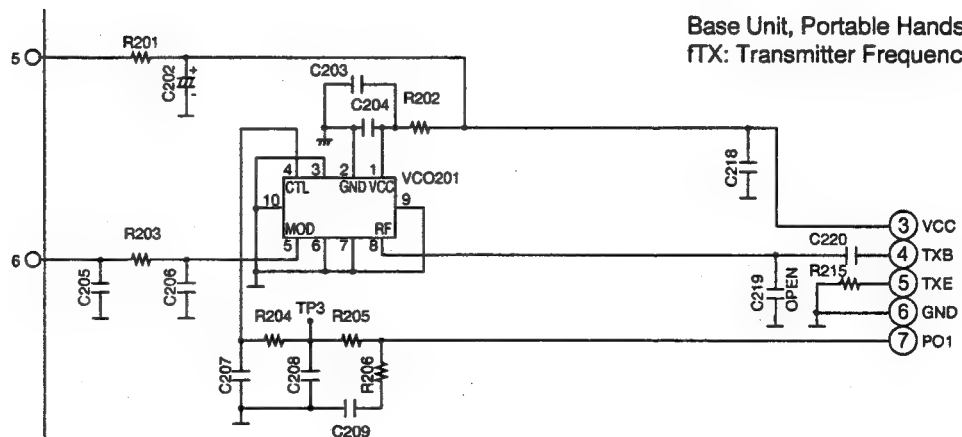 Base Unit, Portable Hands
fTX: Transmitter Frequenc
5
R201
C202
+
-
C203
C204
R202
4
3
2
1
CTL
GND
VCC
VCO201
10
9
MOD
RF
5
6
7
8
C218
3
VCC
R203
6
C205
C206
C220
4
TXB
C219
OPEN
R215
5
TXE
6
GND
R204
TP3
R205
7
PO1
C207
C208
R206
C209